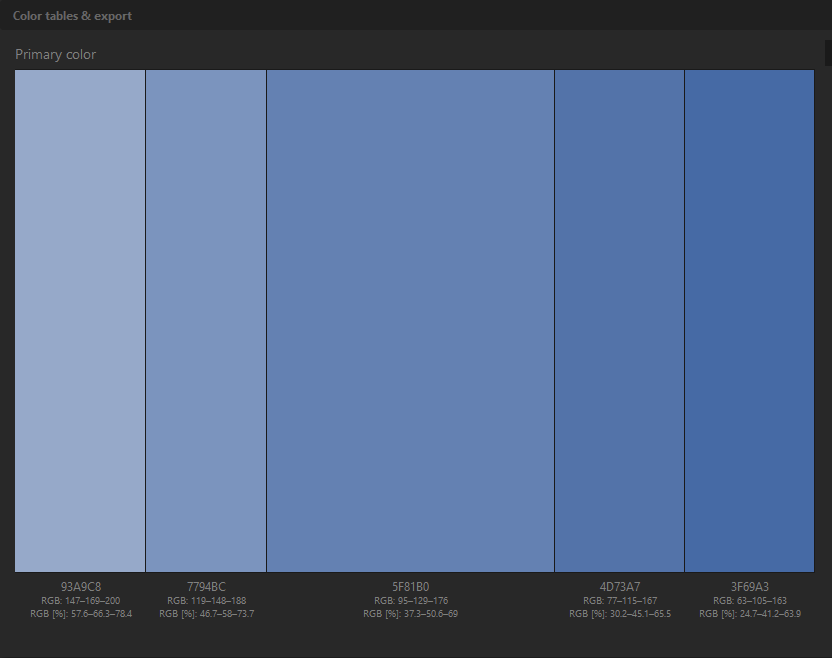 Color tables & export
Primary color
93A9C8
RGB: 147–169–200
RGB [%]: 57.6–66.3–78.4
7794BC
RGB: 119–148–188
RGB [%]: 46.7–58–73.7
5F81B0
RGB: 95–129–176
RGB [%]: 37.3–50.6–69
4D73A7
RGB: 77–115–167
RGB [%]: 30.2–45.1–65.5
3F69A3
RGB: 63–105–163
RGB [%]: 24.7–41.2–63.9